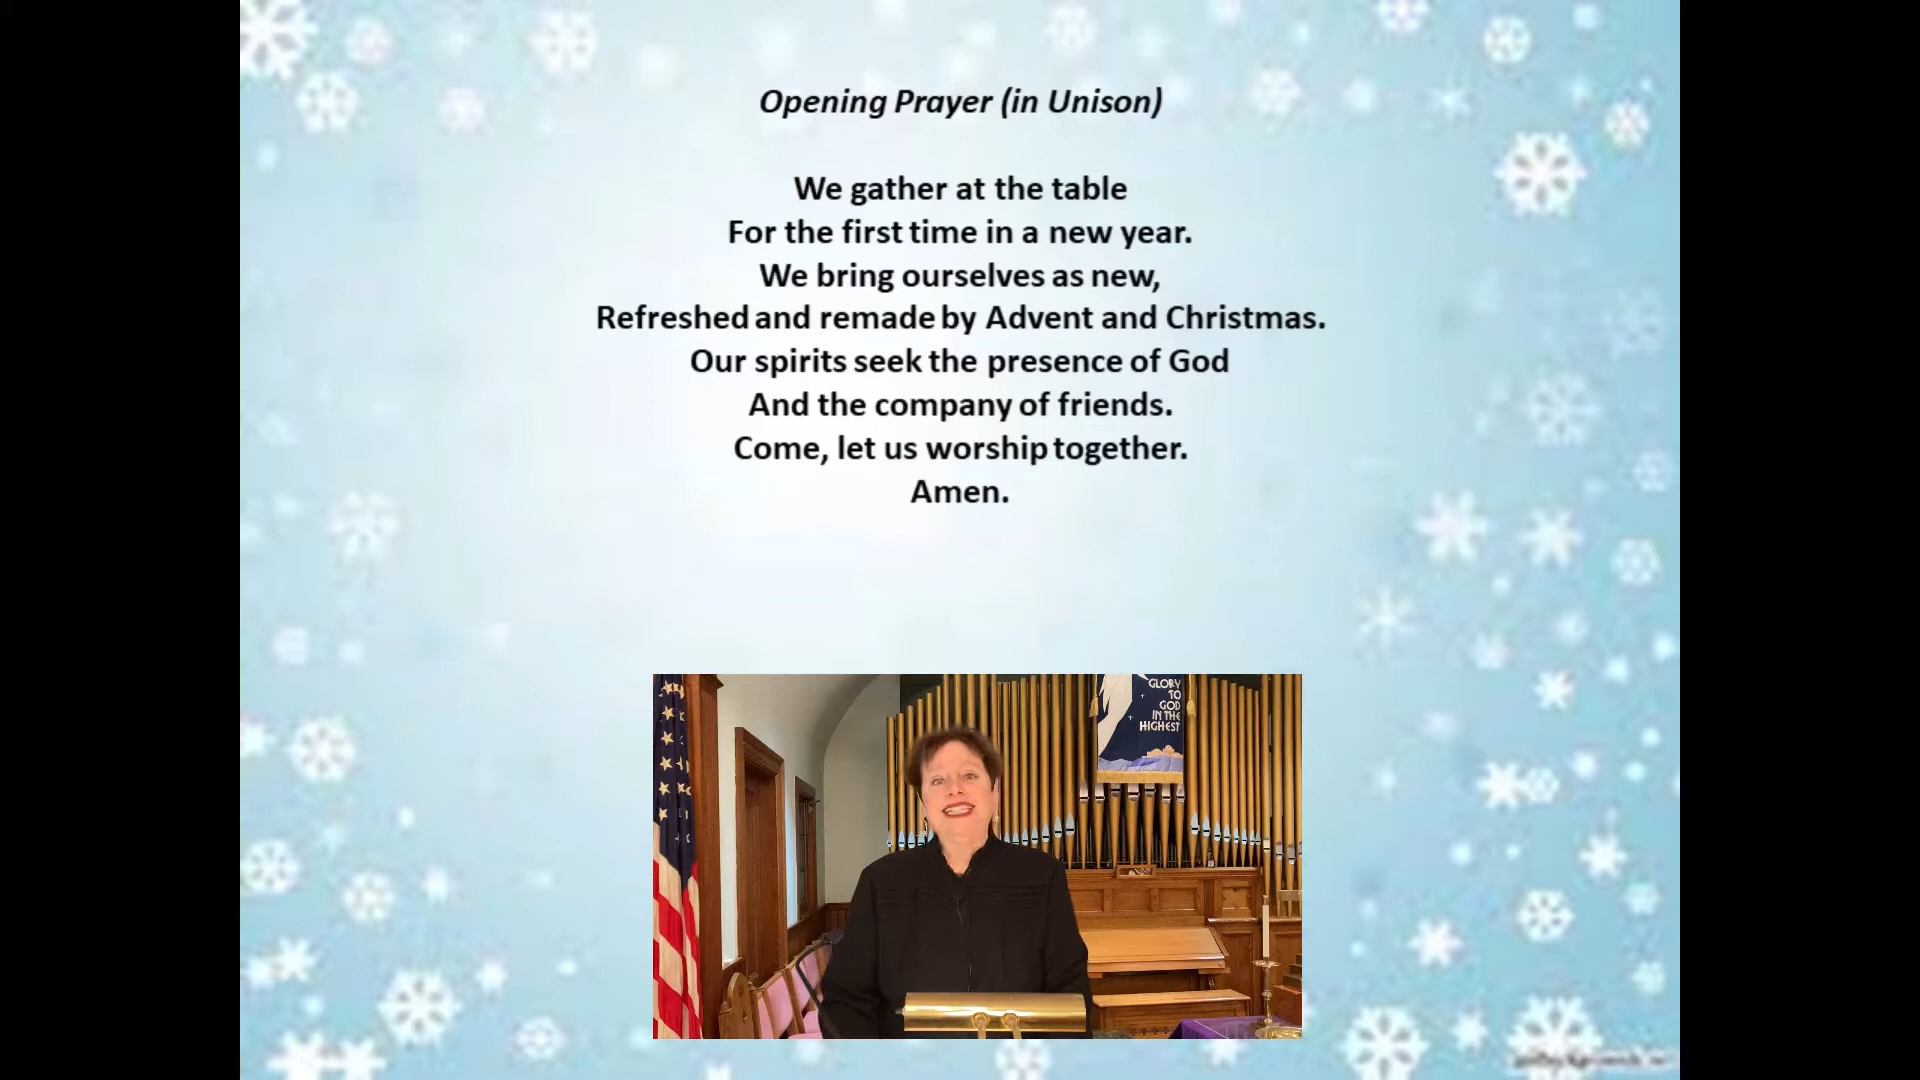 Opening Prayer (in Unison)
We gather at the table
For the first time in a new year.
We bring ourselves as new,
Refreshed and remade by Advent and Christmas.
Our spirits seek the presence of God
And the company of friends.
Come, let us worship together.
Amen.
GLORY
TO
GOD
IN THE
HIGHEST